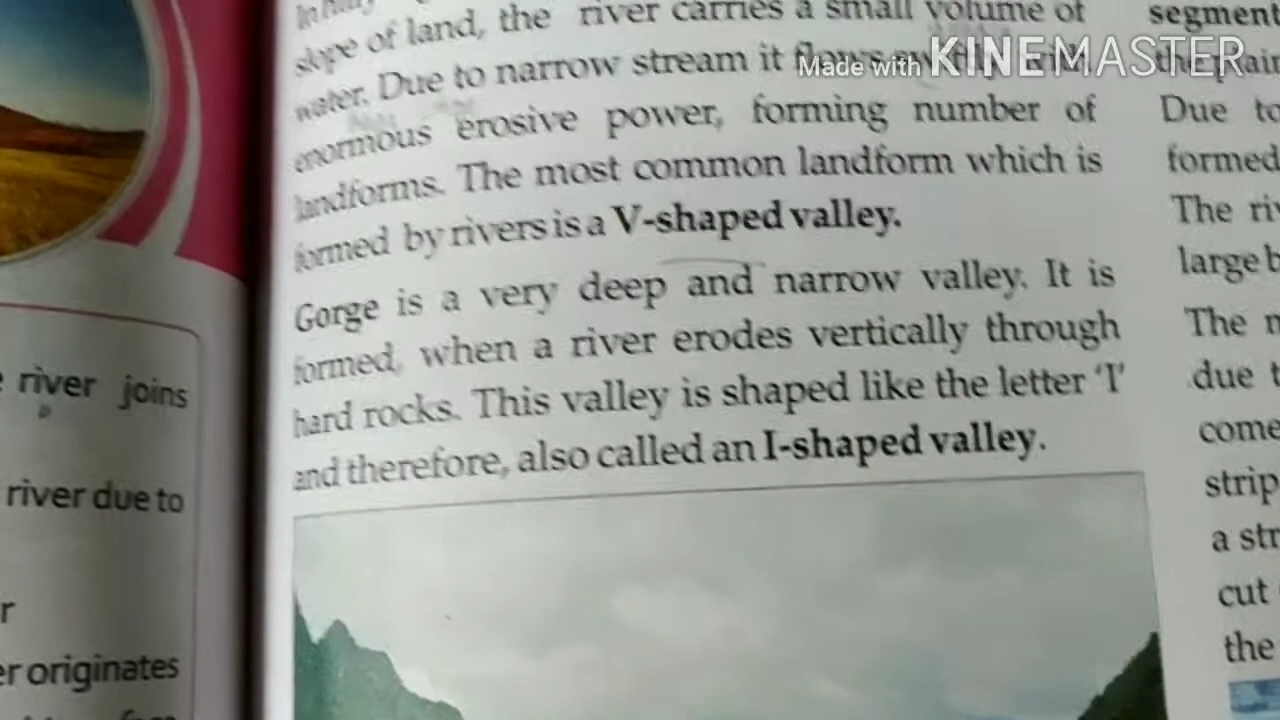 river joins
river due to
r
er originates
slope of land, the river carries a small volume of
water. Due to narrow stream it flows
enormous erosive power, forming number of
landforms. The most common landform which is
formed by rivers is a V-shaped valley.
Gorge is a very deep and narrow valley. It is
formed, when a river erodes vertically through
hard rocks. This valley is shaped like the letter 'I'
and therefore, also called an I-shaped valley.
segment
Due to
formed
The riv
large b
The m
due t
come
strip
a str
cut
the
Made with KINEMASTER